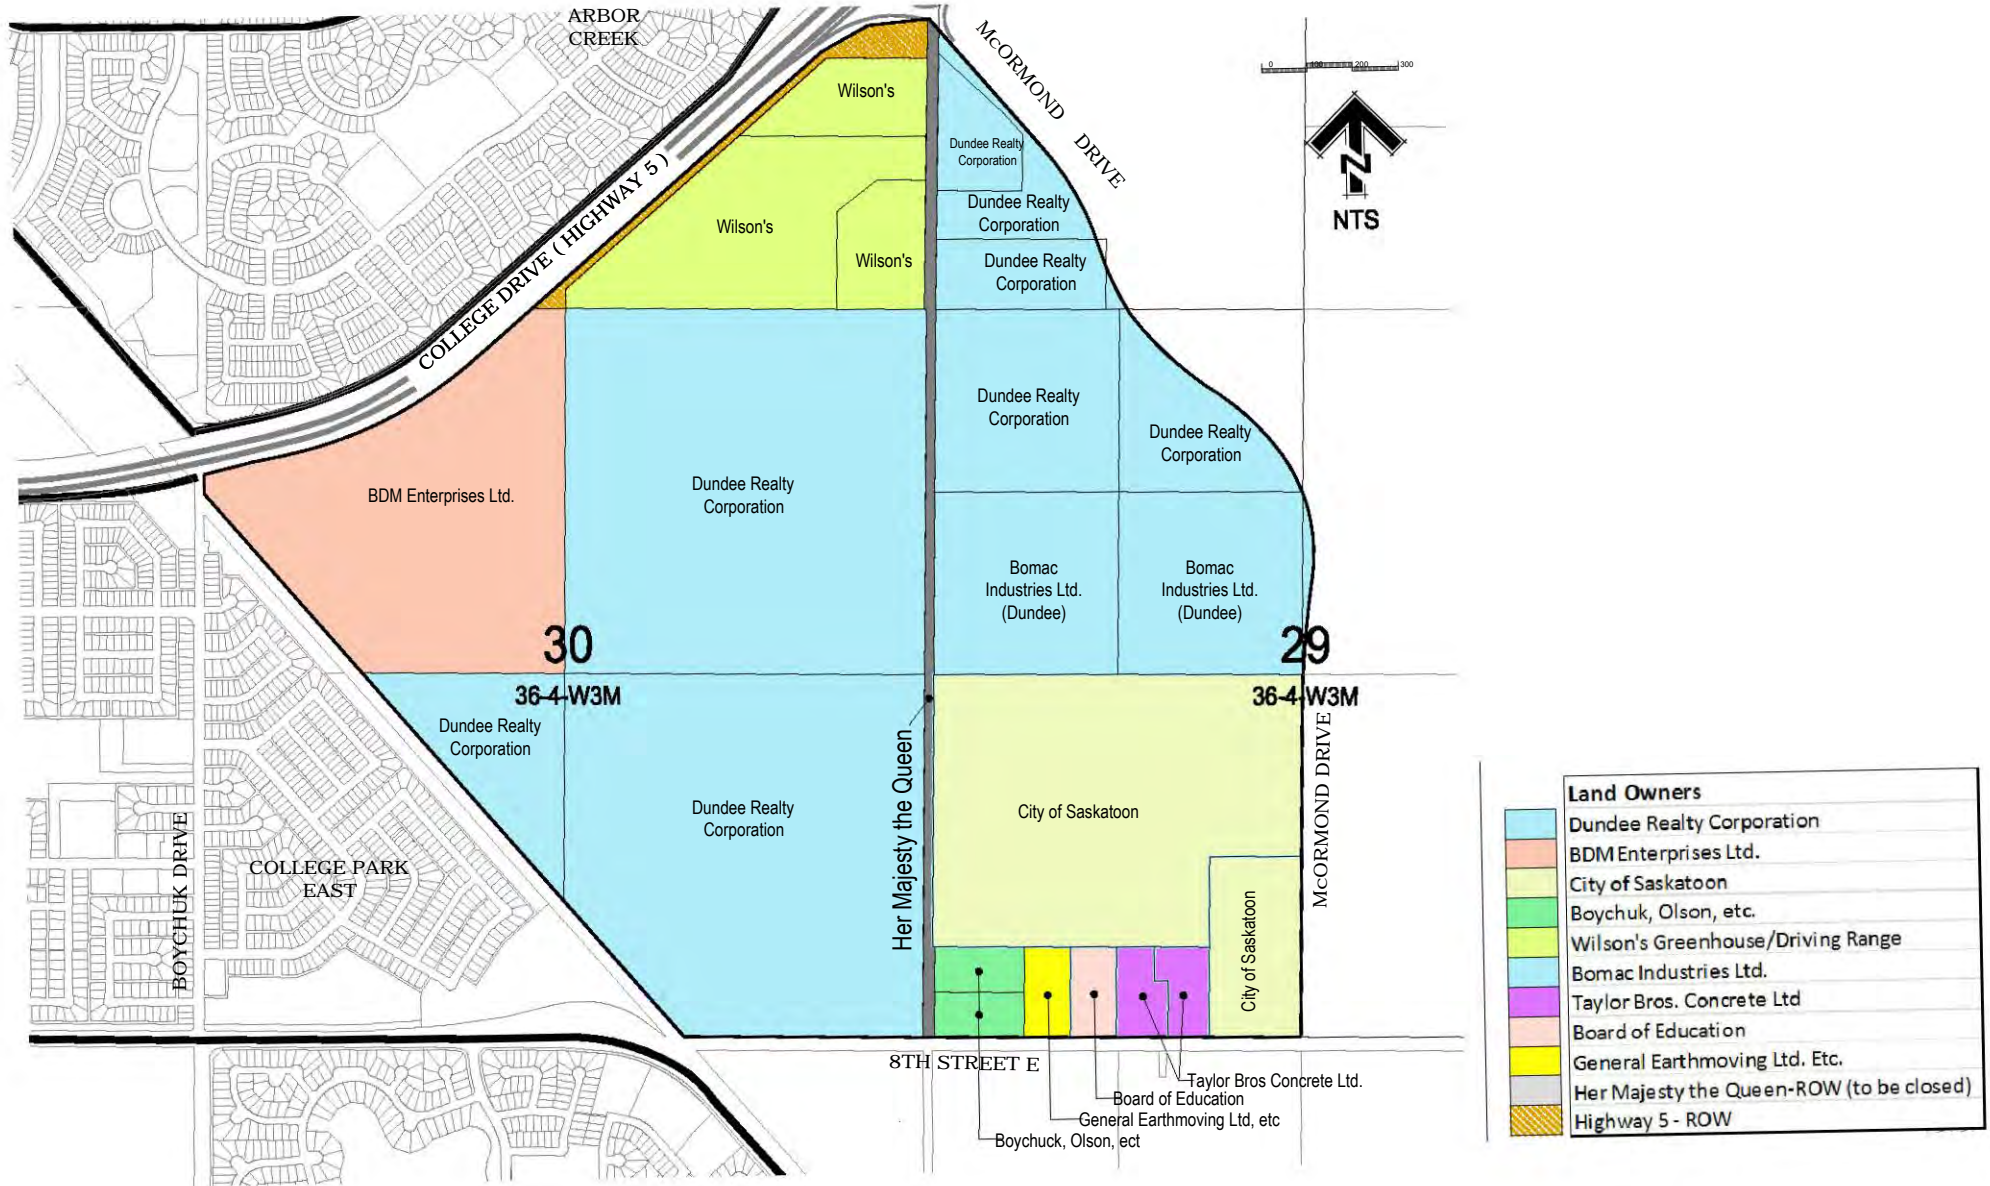 ARBOR
CREEK
McORMOND DRIVE
0 100 200 300
N
NTS
COLLEGE DRIVE ( HIGHWAY 5 )
Wilson's
Wilson's
Wilson's
Dundee Realty
Corporation
Dundee Realty
Corporation
Dundee Realty
Corporation
Dundee Realty
Corporation
Dundee Realty
Corporation
BDM Enterprises Ltd.
Dundee Realty
Corporation
Bomac
Industries Ltd.
(Dundee)
Bomac
Industries Ltd.
(Dundee)
30
36-4-W3M
29
36-4-W3M
Dundee Realty
Corporation
Dundee Realty
Corporation
Her Majesty the Queen
City of Saskatoon
City of Saskatoon
McORMOND DRIVE
BOYCHUK DRIVE
COLLEGE PARK
EAST
8TH STREET E
Taylor Bros Concrete Ltd.
Board of Education
General Earthmoving Ltd, etc
Boychuck, Olson, ect
Land Owners
Dundee Realty Corporation
BDM Enterprises Ltd.
City of Saskatoon
Boychuk, Olson, etc.
Wilson's Greenhouse/Driving Range
Bomac Industries Ltd.
Taylor Bros. Concrete Ltd
Board of Education
General Earthmoving Ltd. Etc.
Her Majesty the Queen-ROW (to be closed)
Highway 5 - ROW